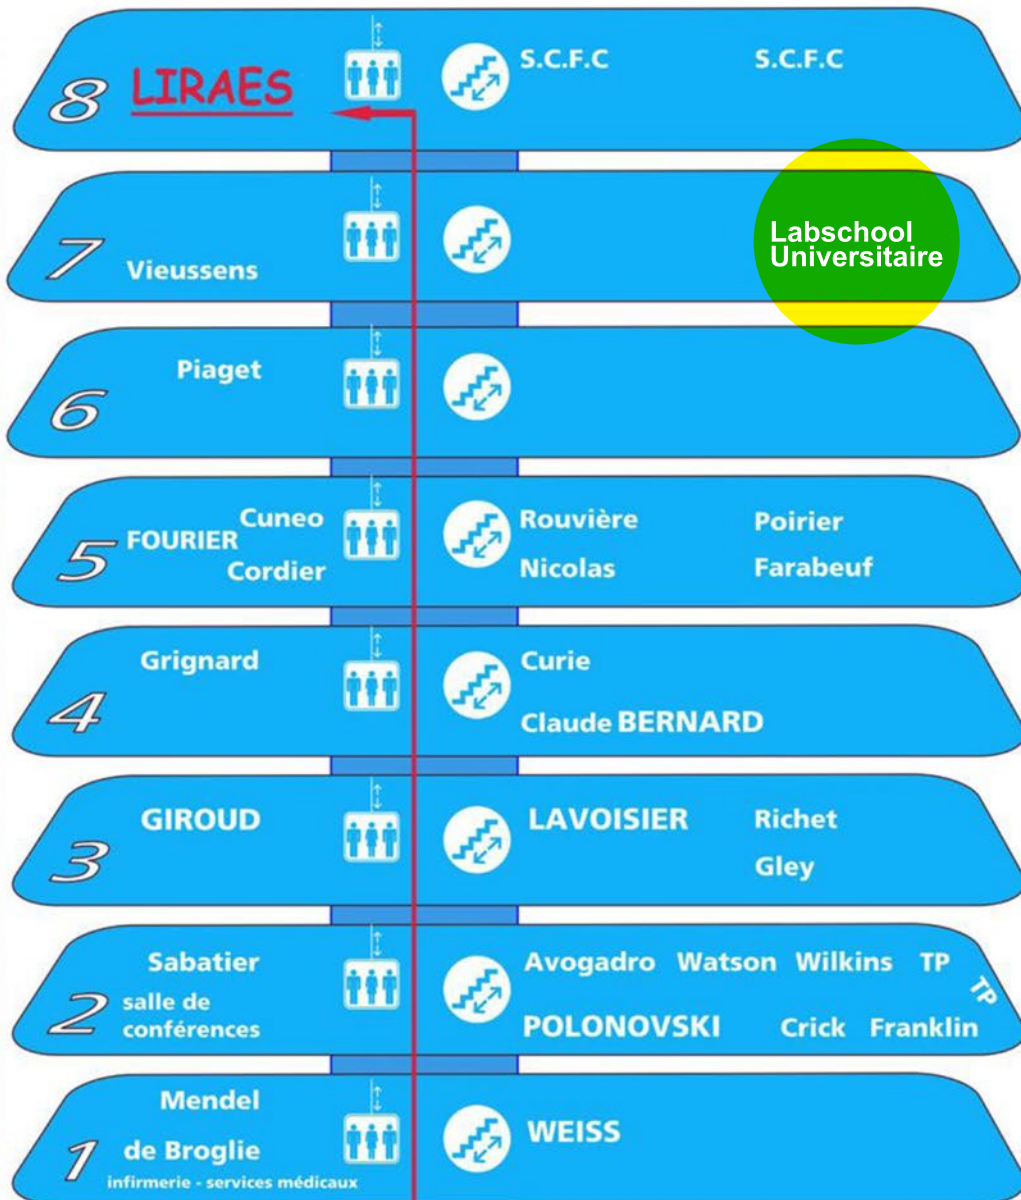 8
LIRAES
S.C.F.C
S.C.F.C
7
Vieussens
Labschool
Universitaire
6
Piaget
5
FOURIER
Cuneo
Cordier
Rouvière
Nicolas
Poirier
Farabeuf
4
Grignard
Curie
Claude BERNARD
3
GIROUD
LAVOISIER
Richet
Gley
2
Sabatier
salle de
conférences
Avogadro Watson Wilkins TP
TP
POLONOVSKI Crick Franklin
1
Mendel
de Broglie
infirmerie - services médicaux
WEISS